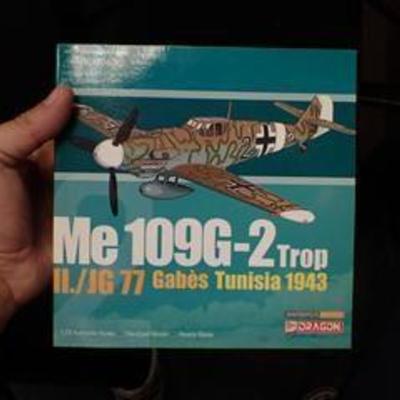 Me 109G-2 Trop
II./JG 77 Gabès Tunisia 1943
DRAGON